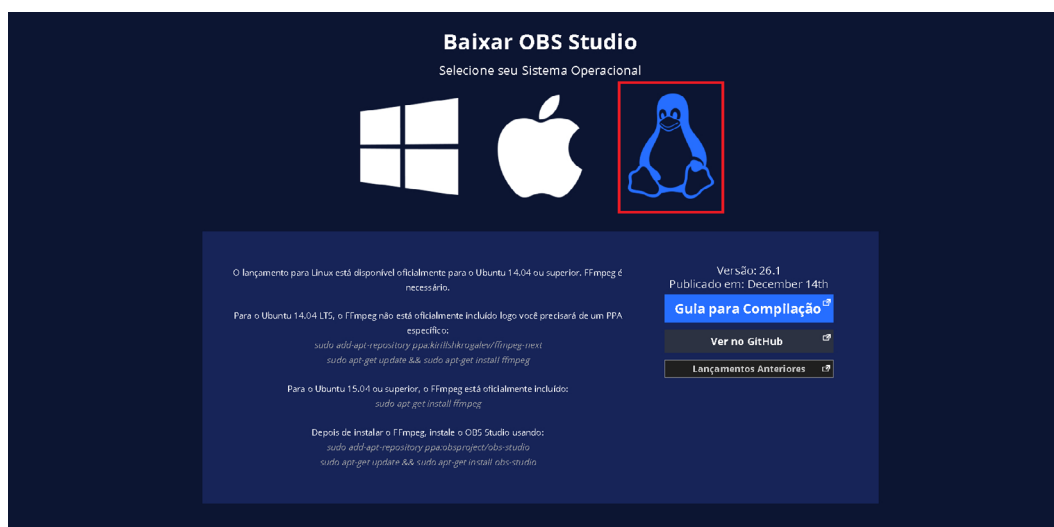 Baixar OBS Studio
Selecione seu Sistema Operacional
O lançamento para Linux está disponível oficialmente para o Ubuntu 14.04 ou superior. FFmpeg é
necessário.
Para o Ubuntu 14.04 LTS, o FFmpeg não está oficialmente incluído logo você precisará de um PPA
específico:
sudo add-apt-repository ppa:kirillshkrogalev/ffmpeg-next
sudo apt-get update && sudo apt-get install ffmpeg
Para o Ubuntu 15.04 ou superior, o FFmpeg está oficialmente incluído:
sudo apt get install ffmpeg
Depois de instalar o FFmpeg, instale o OBS Studio usando:
sudo add-apt-repository ppa:obsproject/obs-studio
sudo apt-get update && sudo apt-get install obs-studio
Versão: 26.1
Publicado em: December 14th
Guia para Compilação
Ver no GitHub
Lançamentos Anteriores